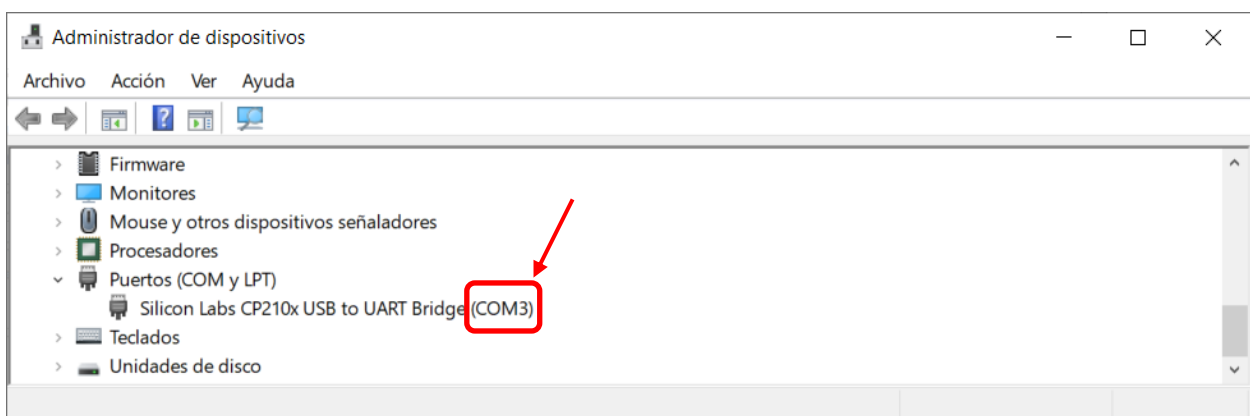 Administrador de dispositivos
Archivo Acción Ver Ayuda
?
Firmware
Monitores
Mouse y otros dispositivos señaladores
Procesadores
Puertos (COM y LPT)
Silicon Labs CP210x USB to UART Bridge (COM3)
Teclados
Unidades de disco